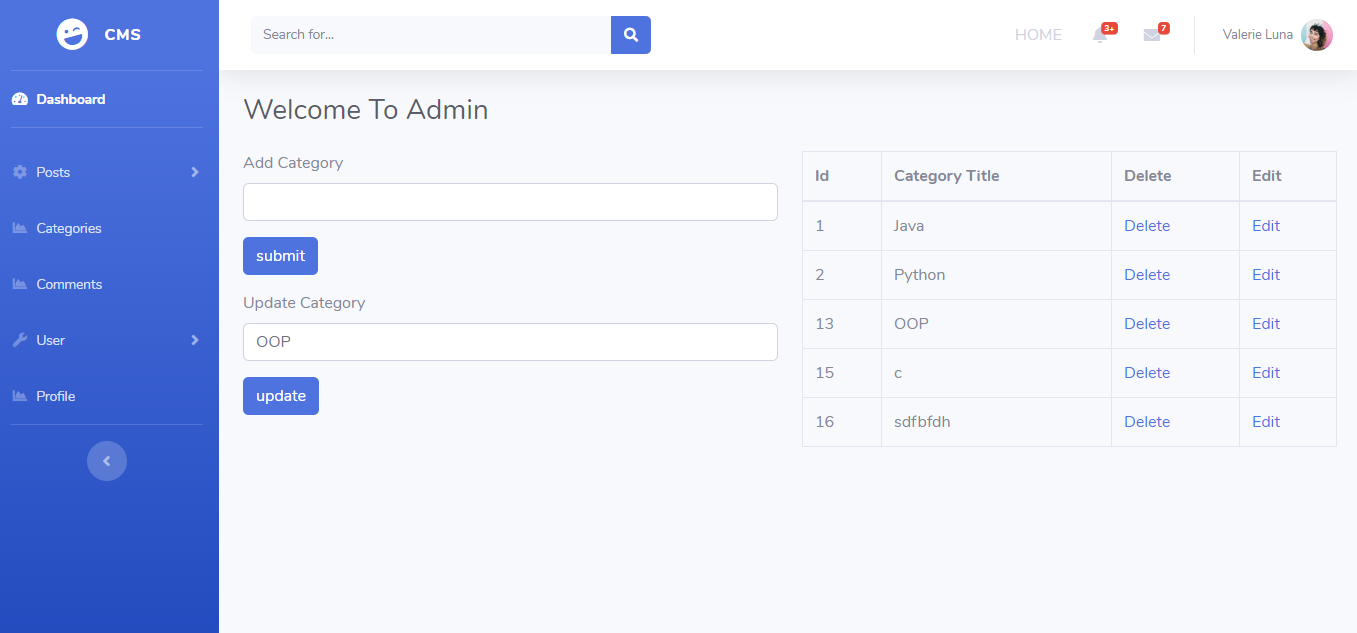 CMS
Dashboard
Posts
Categories
Comments
User
Profile
Search for...
HOME
3+
7
Valerie Luna
Welcome To Admin
Add Category
submit
Update Category
OOP
update
Id Category Title Delete Edit
1 Java Delete Edit
2 Python Delete Edit
13 OOP Delete Edit
15 c Delete Edit
16 sdfbfdh Delete Edit